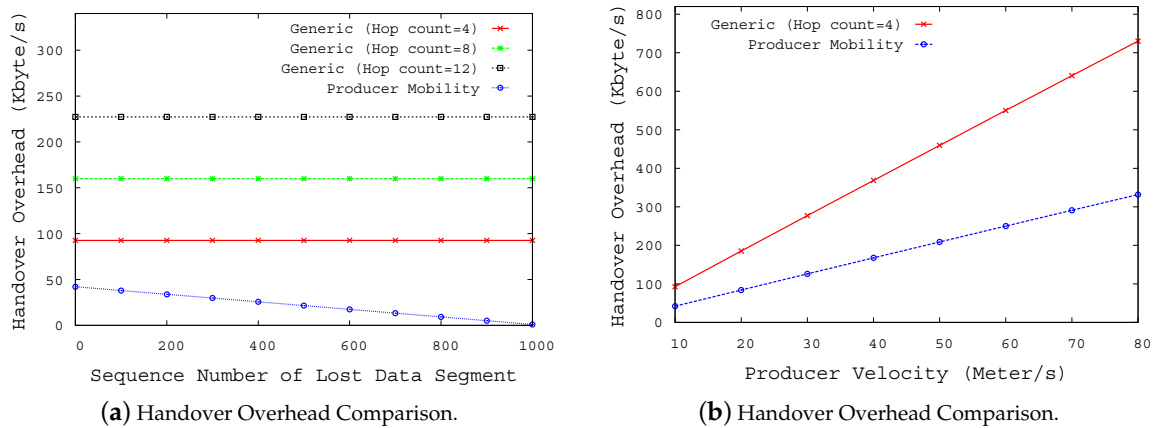 Generic (Hop count=4)
Generic (Hop count=8)
Generic (Hop count=12)
Producer Mobility
Handover Overhead (Kbyte/s)
300
250
200
150
100
50
0
0 200 400 600 800 1000
Sequence Number of Lost Data Segment
(a) Handover Overhead Comparison.
Generic (Hop count=4)
Producer Mobility
Handover Overhead (Kbyte/s)
800
700
600
500
400
300
200
100
0
10 20 30 40 50 60 70 80
Producer Velocity (Meter/s)
(b) Handover Overhead Comparison.